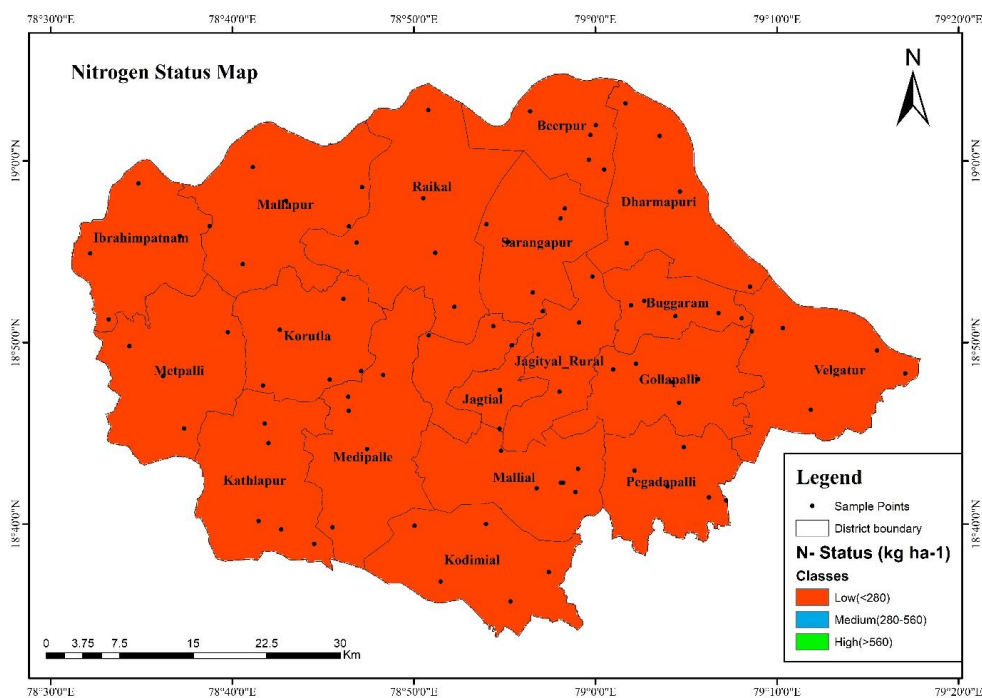 78°30'0"E 78°40'0"E 78°50'0"E 79°0'0"E 79°10'0"E 79°20'0"E
Nitrogen Status Map
N
Beerpur
19°0'0"N 19°0'0"N
Raikal
Mallapur
Dharmapuri
Ibrahimpatnam
Sarangapur
Buggaram
Korutla
18°50'0"N 18°50'0"N
Jagityal_Rural
Metpalli
Velgatur
Gollapalli
Jagtial
Medipalle
Mallial
Pegadapalli
Kathlapur
Legend
Sample Points
District boundary
18°40'0"N 18°40'0"N
Kodimial
N- Status (kg ha-1)
Classes
Low(<280)
Medium(280-560)
High(>560)
0 3.75 7.5 15 22.5 30
Km
78°30'0"E 78°40'0"E 78°50'0"E 79°0'0"E 79°10'0"E 79°20'0"E